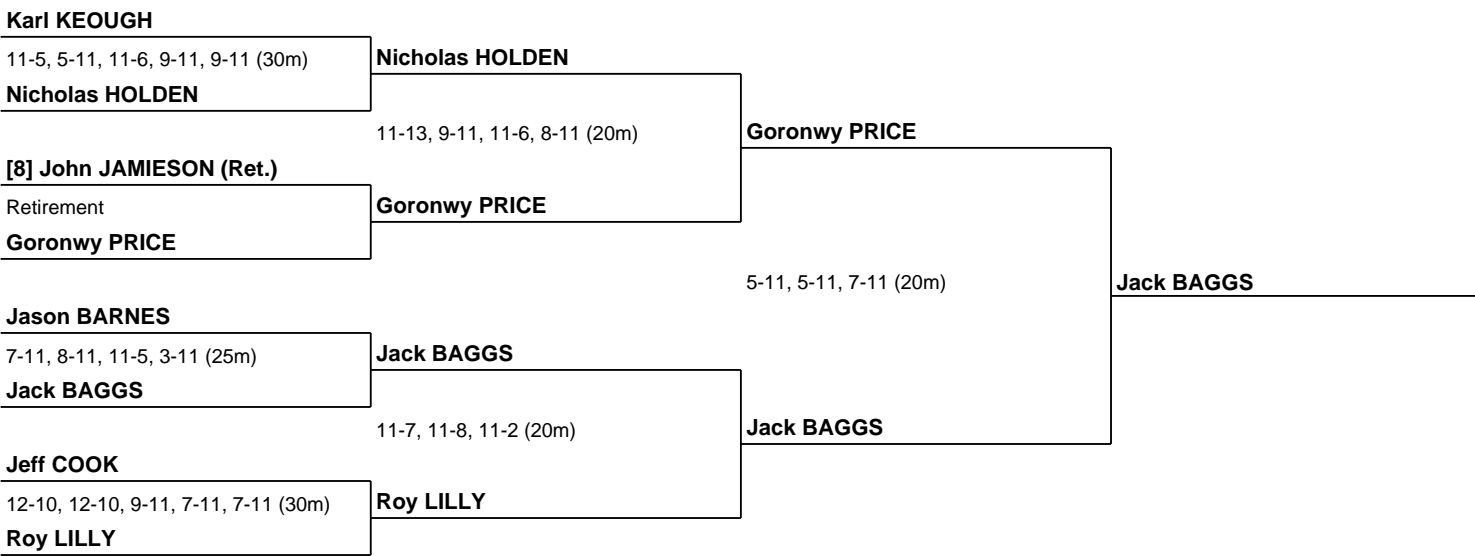 Karl KEOUGH
11-5, 5-11, 11-6, 9-11, 9-11 (30m)
Nicholas HOLDEN
Nicholas HOLDEN
11-13, 9-11, 11-6, 8-11 (20m)
Goronwy PRICE
[8] John JAMIESON (Ret.)
Retirement
Goronwy PRICE
Goronwy PRICE
5-11, 5-11, 7-11 (20m)
Jack BAGGS
Jason BARNES
7-11, 8-11, 11-5, 3-11 (25m)
Jack BAGGS
Jack BAGGS
11-7, 11-8, 11-2 (20m)
Jack BAGGS
Jeff COOK
12-10, 12-10, 9-11, 7-11, 7-11 (30m)
Roy LILLY
Roy LILLY